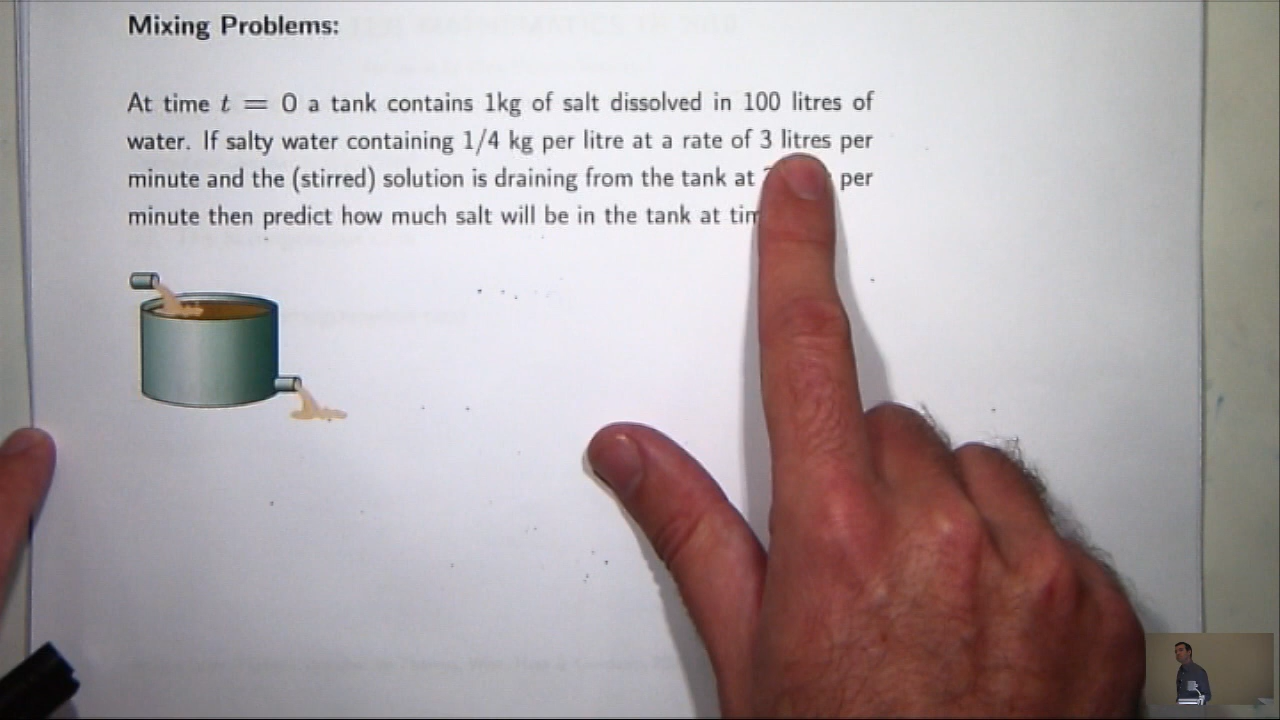 Mixing Problems:
At time t = 0 a tank contains 1kg of salt dissolved in 100 litres of
water. If salty water containing 1/4 kg per litre at a rate of 3 litres per
minute and the (stirred) solution is draining from the tank at per
minute then predict how much salt will be in the tank at